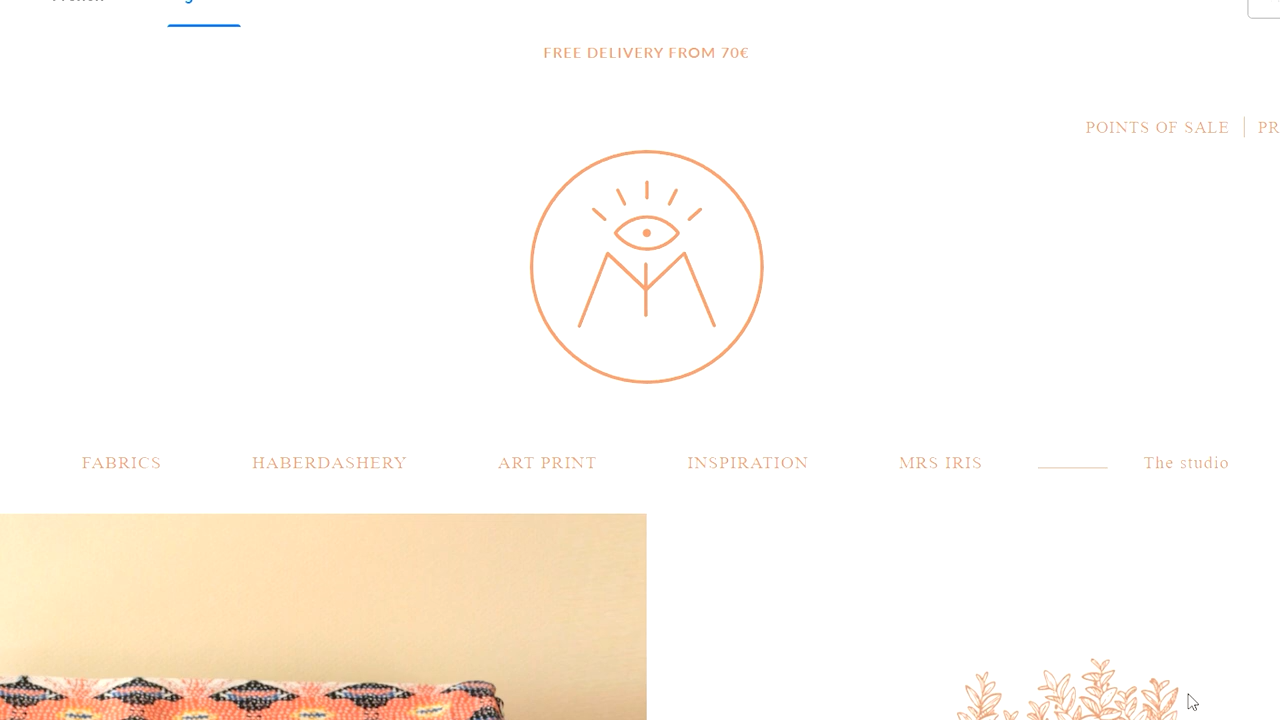 FREE DELIVERY FROM 70€
POINTS OF SALE
FABRICS HABERDASHERY ART PRINT INSPIRATION MRS IRIS The studio